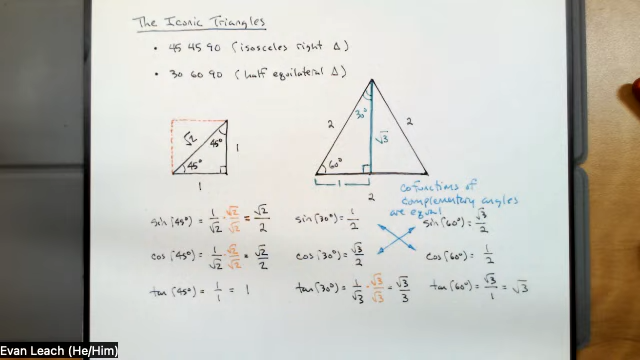 The Iconic Triangles
• 45 45 90 (isosceles right Δ)
• 30 60 90 (half equilateral Δ)
√2 45° 1
45°
1
2 30° √3 2
60°
1
2
cofunctions of
complementary angles
are equal
sin(45°) = 1/√2 · √2/√2 = √2/2
sin(30°) = 1/2
sin(60°) = √3/2
cos(45°) = 1/√2 · √2/√2 = √2/2
cos(30°) = √3/2
cos(60°) = 1/2
tan(45°) = 1/1 = 1
tan(30°) = 1/√3 · √3/√3 = √3/3
tan(60°) = √3/1 = √3
Evan Leach (He/Him)